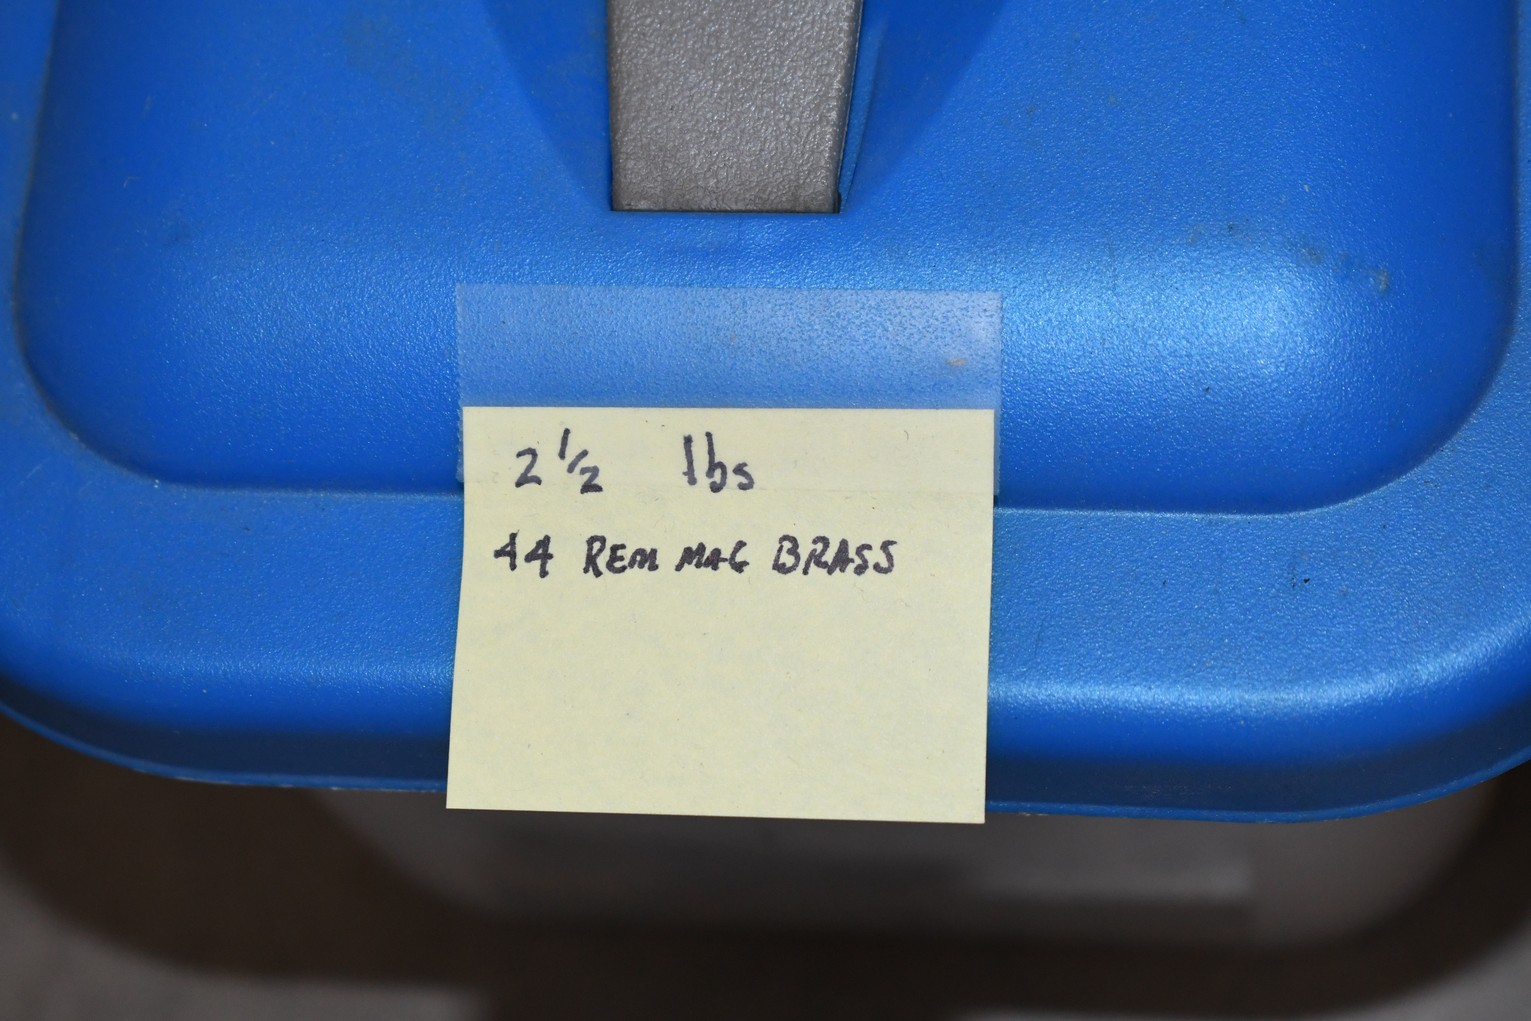 2 1/2 lbs
44 REM MAG BRASS